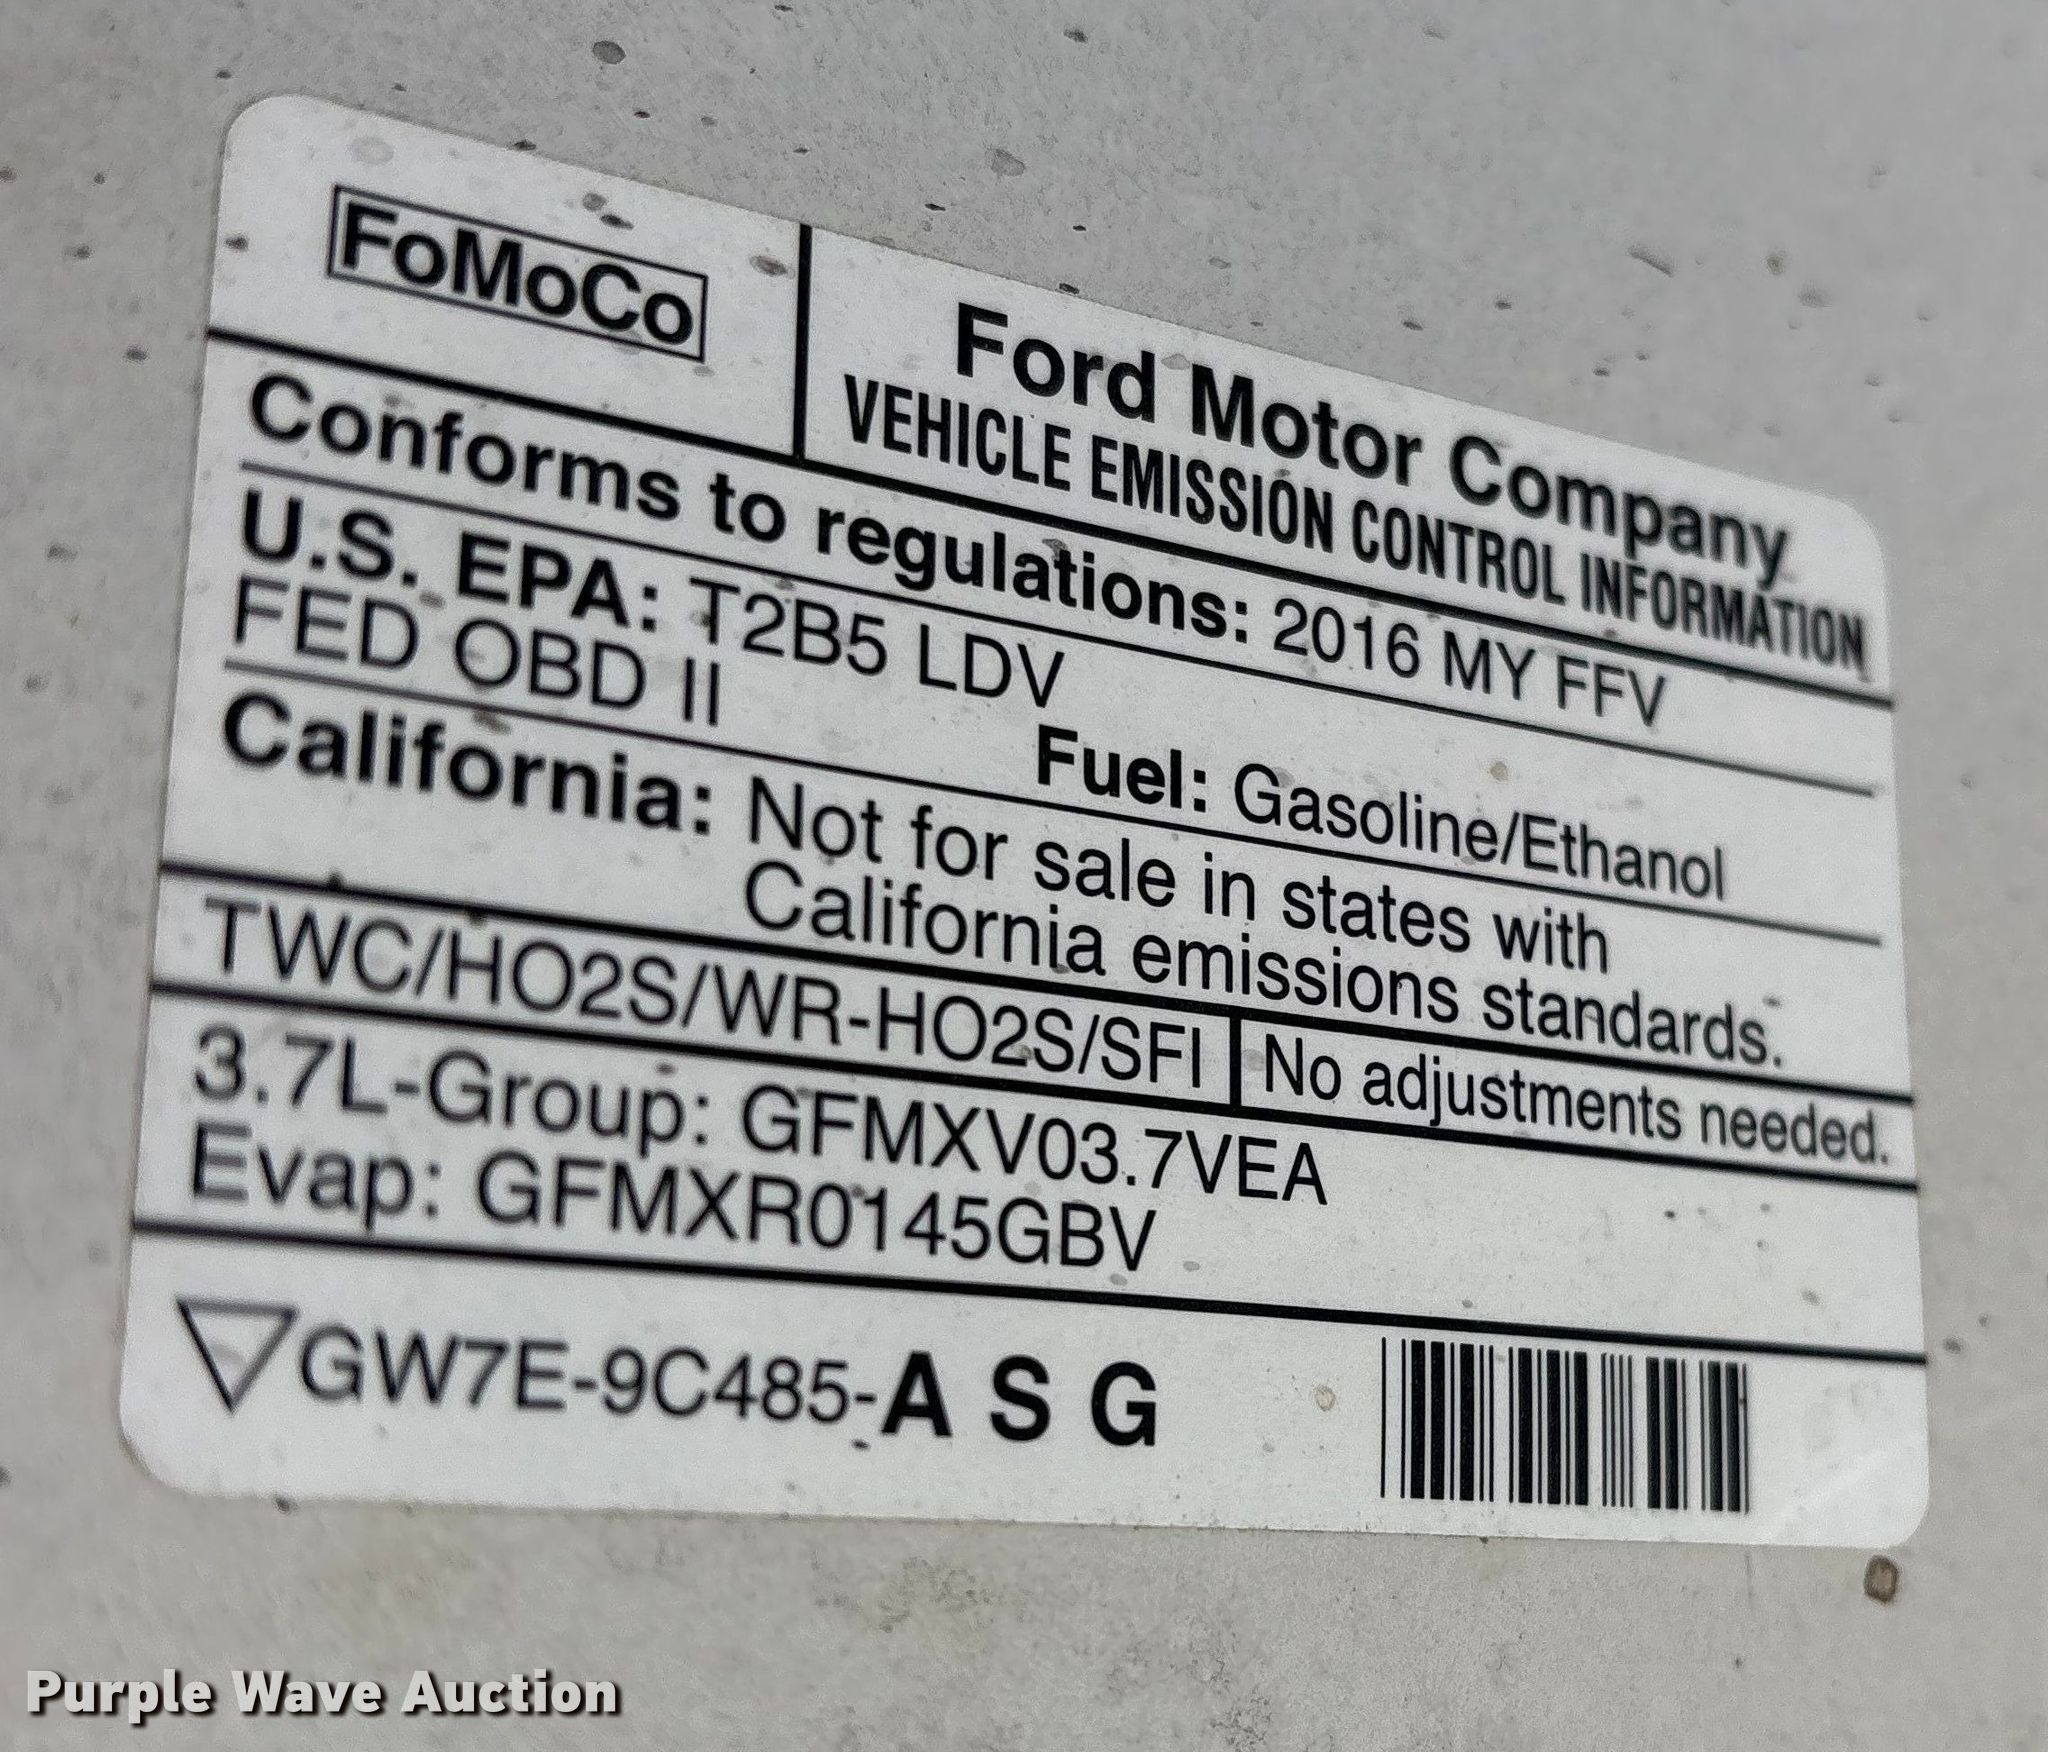 FoMoCo
Ford Motor Company
VEHICLE EMISSION CONTROL INFORMATION
Conforms to regulations: 2016 MY FFV
U.S. EPA: T2B5 LDV
FED OBD II
Fuel: Gasoline/Ethanol
California: Not for sale in states with
California emissions standards.
TWC/HO2S/WR-HO2S/SFI
No adjustments needed.
3.7L-Group: GFMXV03.7VEA
Evap: GFMXR0145GBV
GW7E-9C485-A S G
Purple Wave Auction